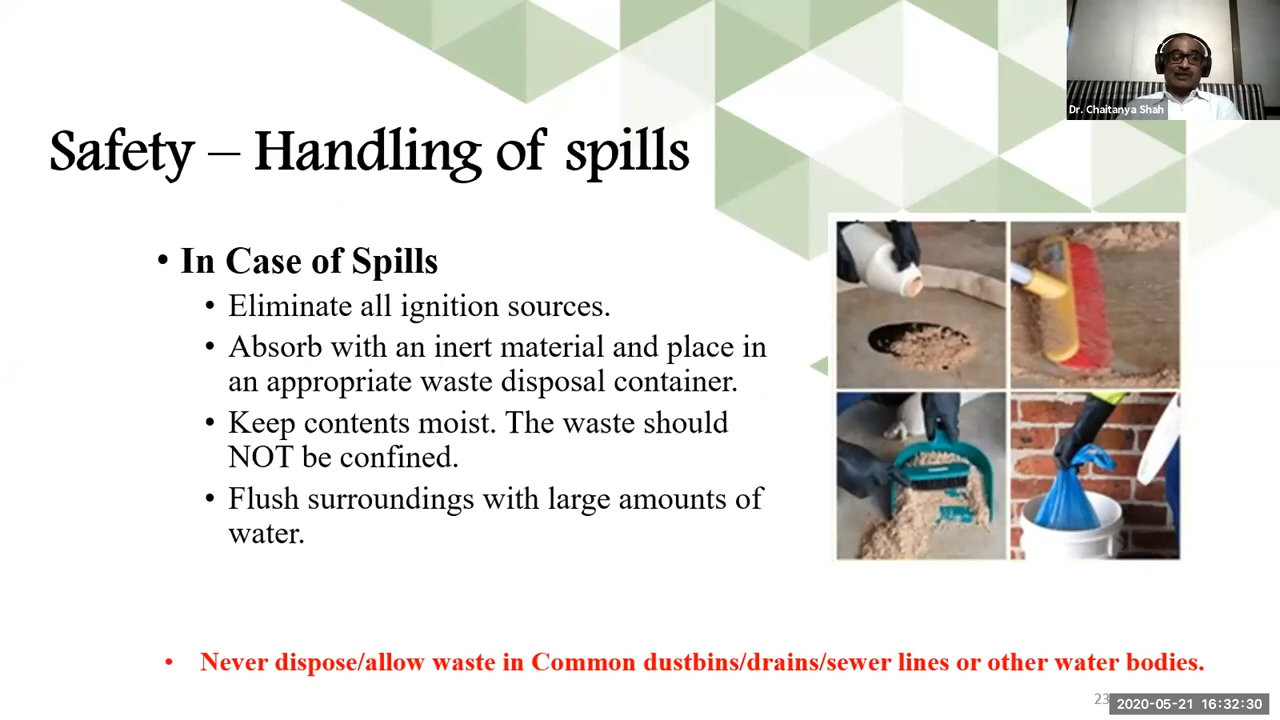 Dr. Chaitanya Shah
Safety – Handling of spills
• In Case of Spills
• Eliminate all ignition sources.
• Absorb with an inert material and place in
an appropriate waste disposal container.
• Keep contents moist. The waste should
NOT be confined.
• Flush surroundings with large amounts of
water.
• Never dispose/allow waste in Common dustbins/drains/sewer lines or other water bodies.
23
2020-05-21 16:32:30